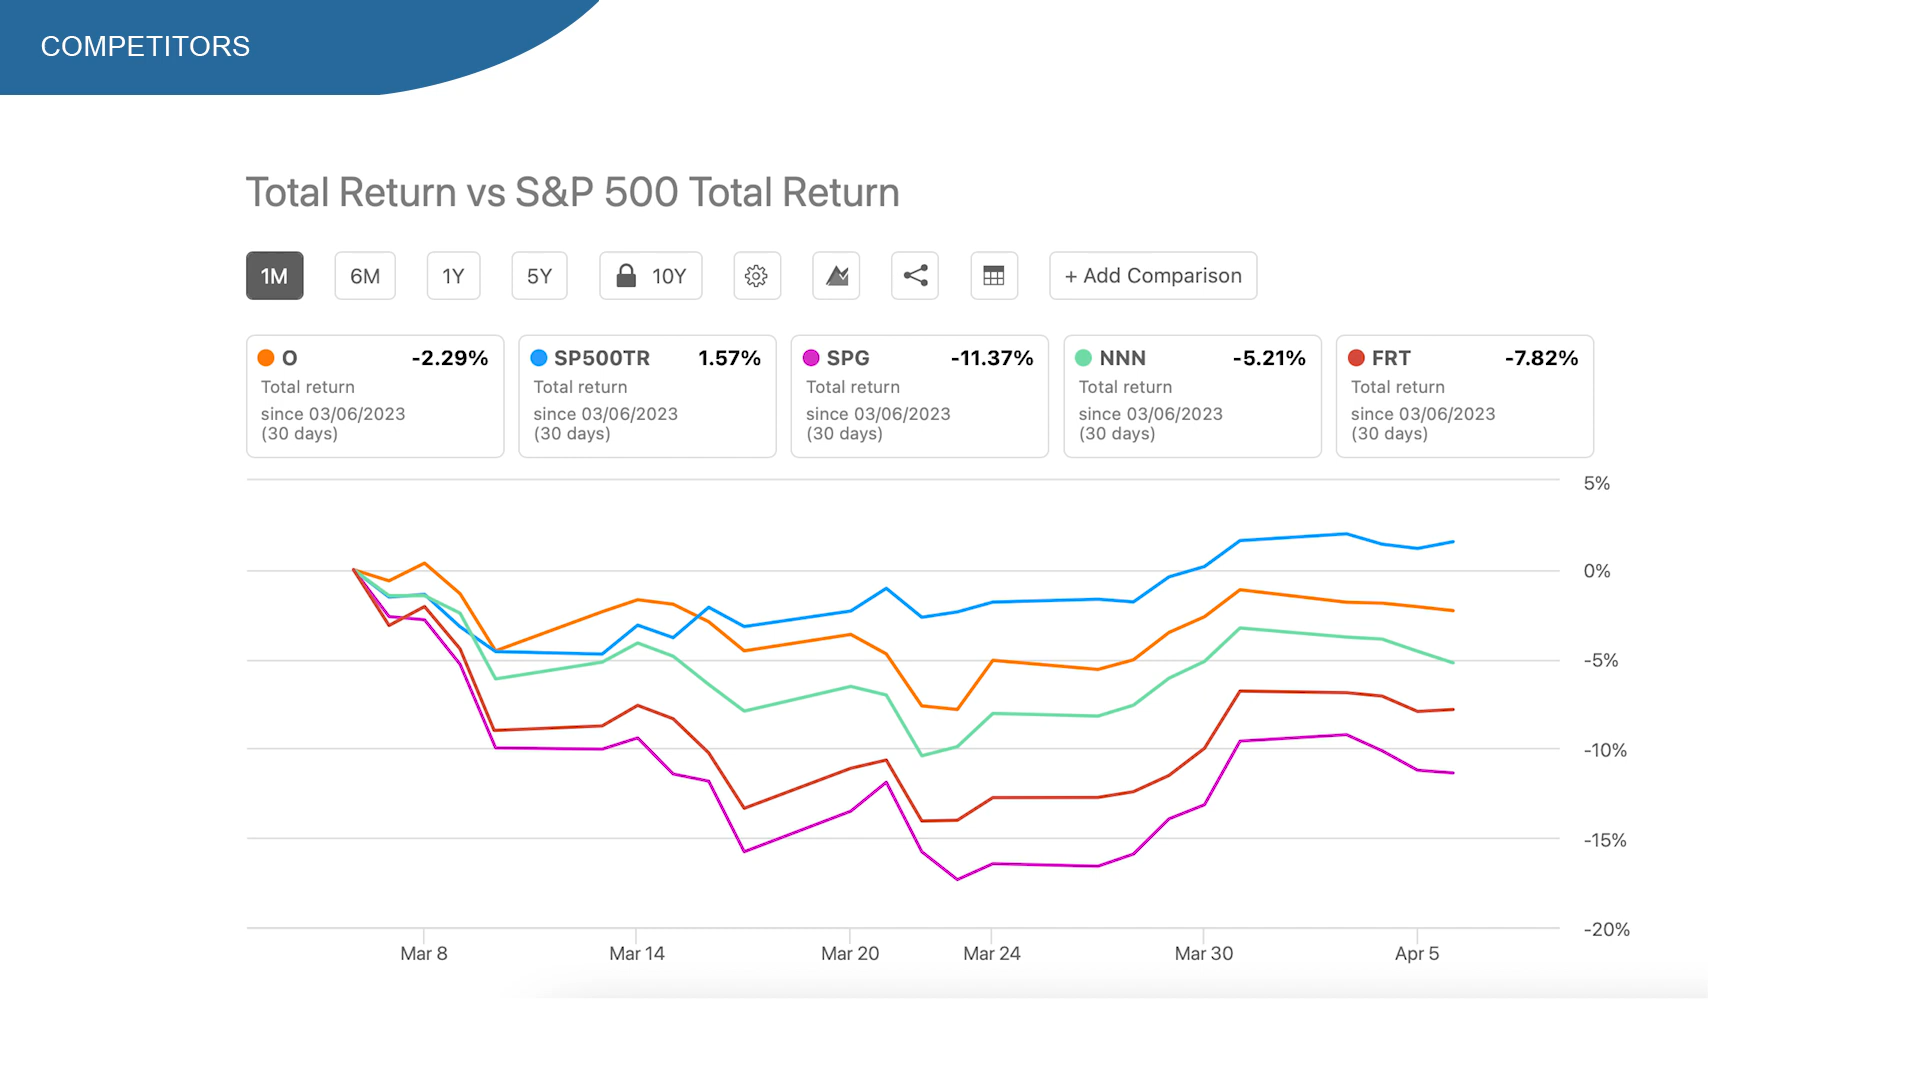 COMPETITORS
Total Return vs S&P 500 Total Return
1M 6M 1Y 5Y 10Y + Add Comparison
O -2.29% SP500TR 1.57% SPG -11.37% NNN -5.21% FRT -7.82%
Total return Total return Total return Total return Total return
since 03/06/2023 since 03/06/2023 since 03/06/2023 since 03/06/2023 since 03/06/2023
(30 days) (30 days) (30 days) (30 days) (30 days)
5%
0%
-5%
-10%
-15%
-20%
Mar 8 Mar 14 Mar 20 Mar 24 Mar 30 Apr 5